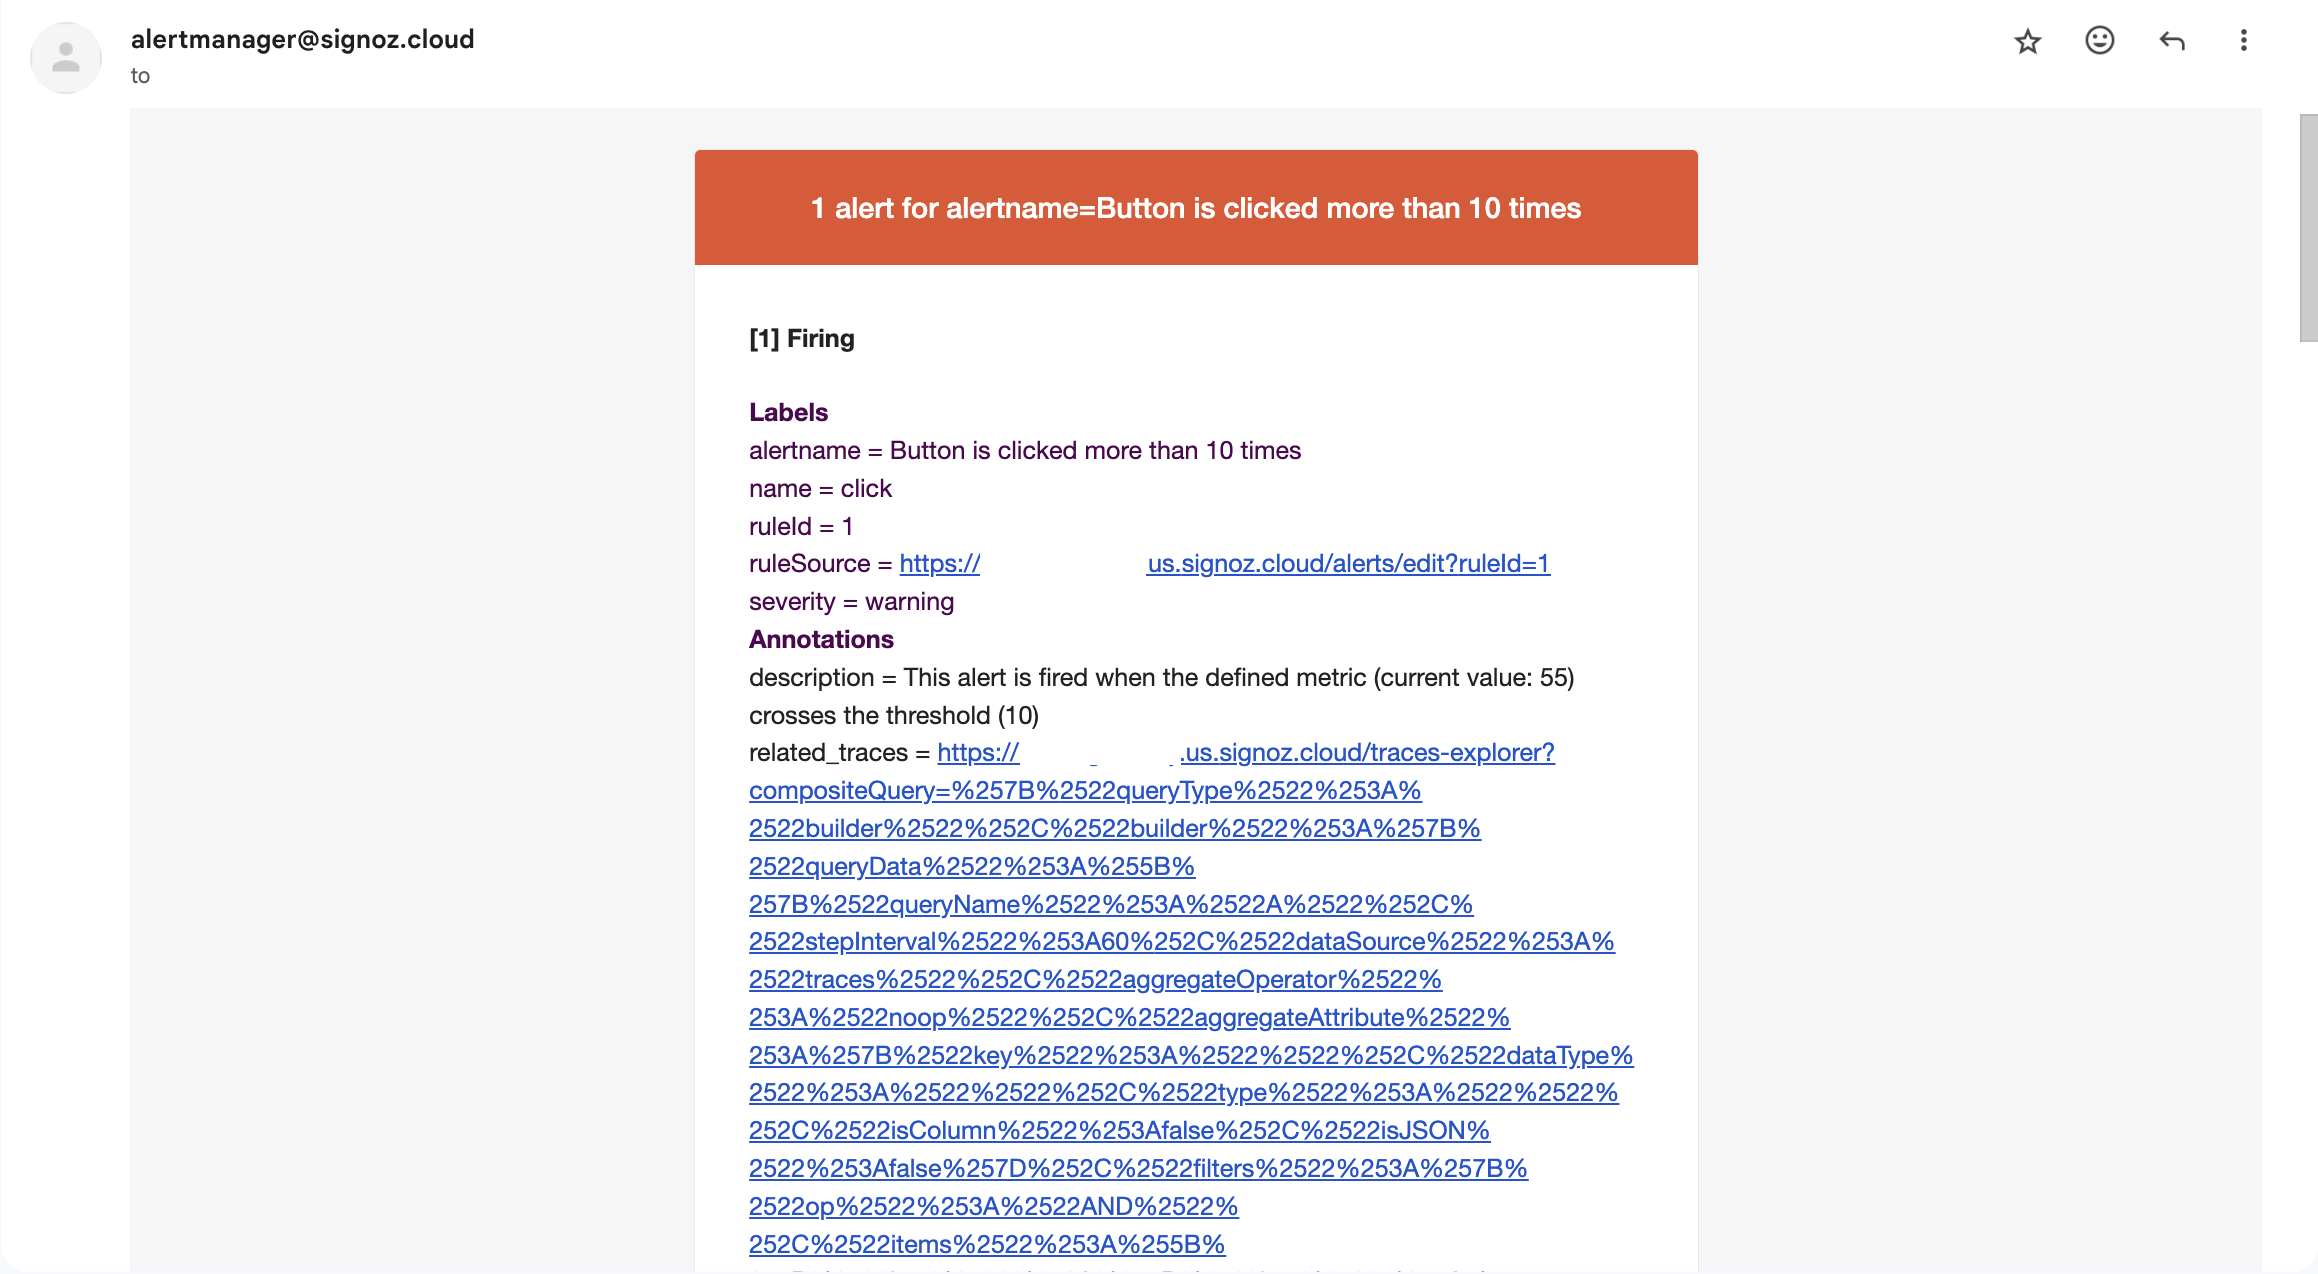 alertmanager@signoz.cloud
to
1 alert for alertname=Button is clicked more than 10 times
[1] Firing
Labels
alertname = Button is clicked more than 10 times
name = click
ruleId = 1
ruleSource = https:// us.signoz.cloud/alerts/edit?ruleId=1
severity = warning
Annotations
description = This alert is fired when the defined metric (current value: 55)
crosses the threshold (10)
related_traces = https:// .us.signoz.cloud/traces-explorer?
compositeQuery=%257B%2522queryType%2522%253A%
2522builder%2522%252C%2522builder%2522%253A%257B%
2522queryData%2522%253A%255B%
257B%2522queryName%2522%253A%2522A%2522%252C%
2522stepInterval%2522%253A60%252C%2522dataSource%2522%253A%
2522traces%2522%252C%2522aggregateOperator%2522%
253A%2522noop%2522%252C%2522aggregateAttribute%2522%
253A%257B%2522key%2522%253A%2522%2522%252C%2522dataType%
2522%253A%2522%2522%252C%2522type%2522%253A%2522%2522%
252C%2522isColumn%2522%253Afalse%252C%2522isJSON%
2522%253Afalse%257D%252C%2522filters%2522%253A%257B%
2522op%2522%253A%2522AND%2522%
252C%2522items%2522%253A%255B%